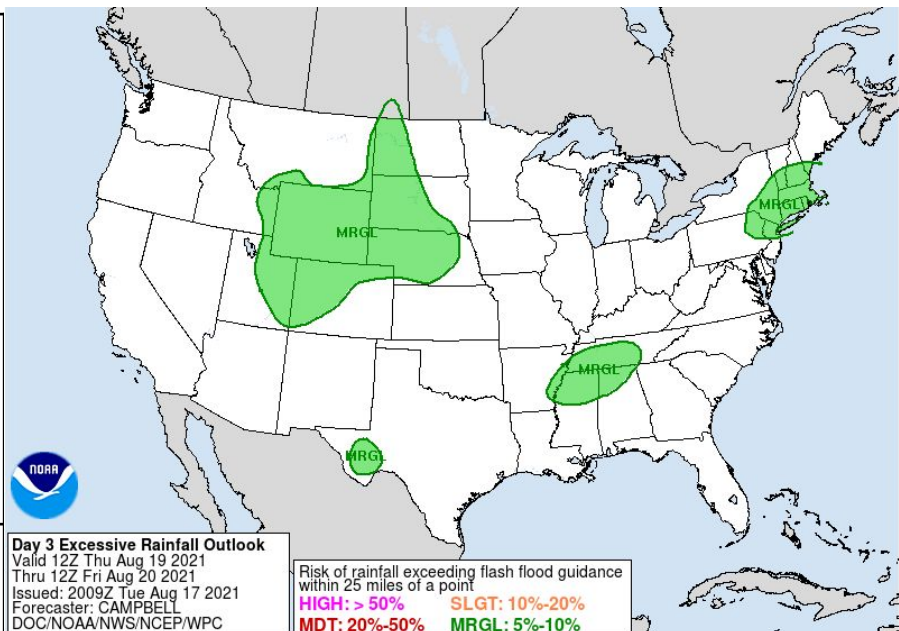 MRGL
MRGL
MRGL
MRGL
NOAA
Day 3 Excessive Rainfall Outlook
Valid 12Z Thu Aug 19 2021
Thru 12Z Fri Aug 20 2021
Issued: 2009Z Tue Aug 17 2021
Forecaster: CAMPBELL
DOC/NOAA/NWS/NCEP/WPC
Risk of rainfall exceeding flash flood guidance
within 25 miles of a point
HIGH: > 50% SLGT: 10%-20%
MDT: 20%-50% MRGL: 5%-10%